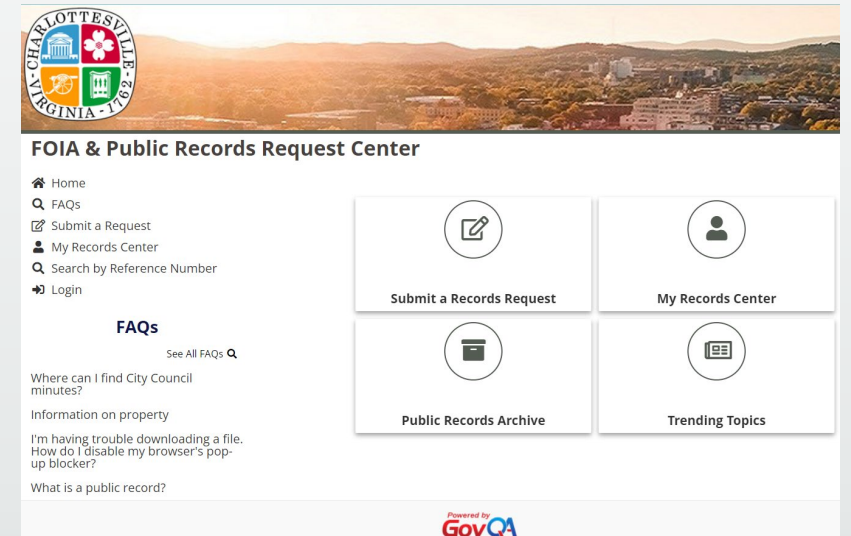 CHARLOTTESVILLE
VIRGINIA - 1762
FOIA & Public Records Request Center
Home
FAQs
Submit a Request
My Records Center
Search by Reference Number
Login
FAQs
See All FAQs
Where can I find City Council
minutes?
Information on property
I'm having trouble downloading a file.
How do I disable my browser's pop-
up blocker?
What is a public record?
Submit a Records Request
My Records Center
Public Records Archive
Trending Topics
Powered by
GovQA